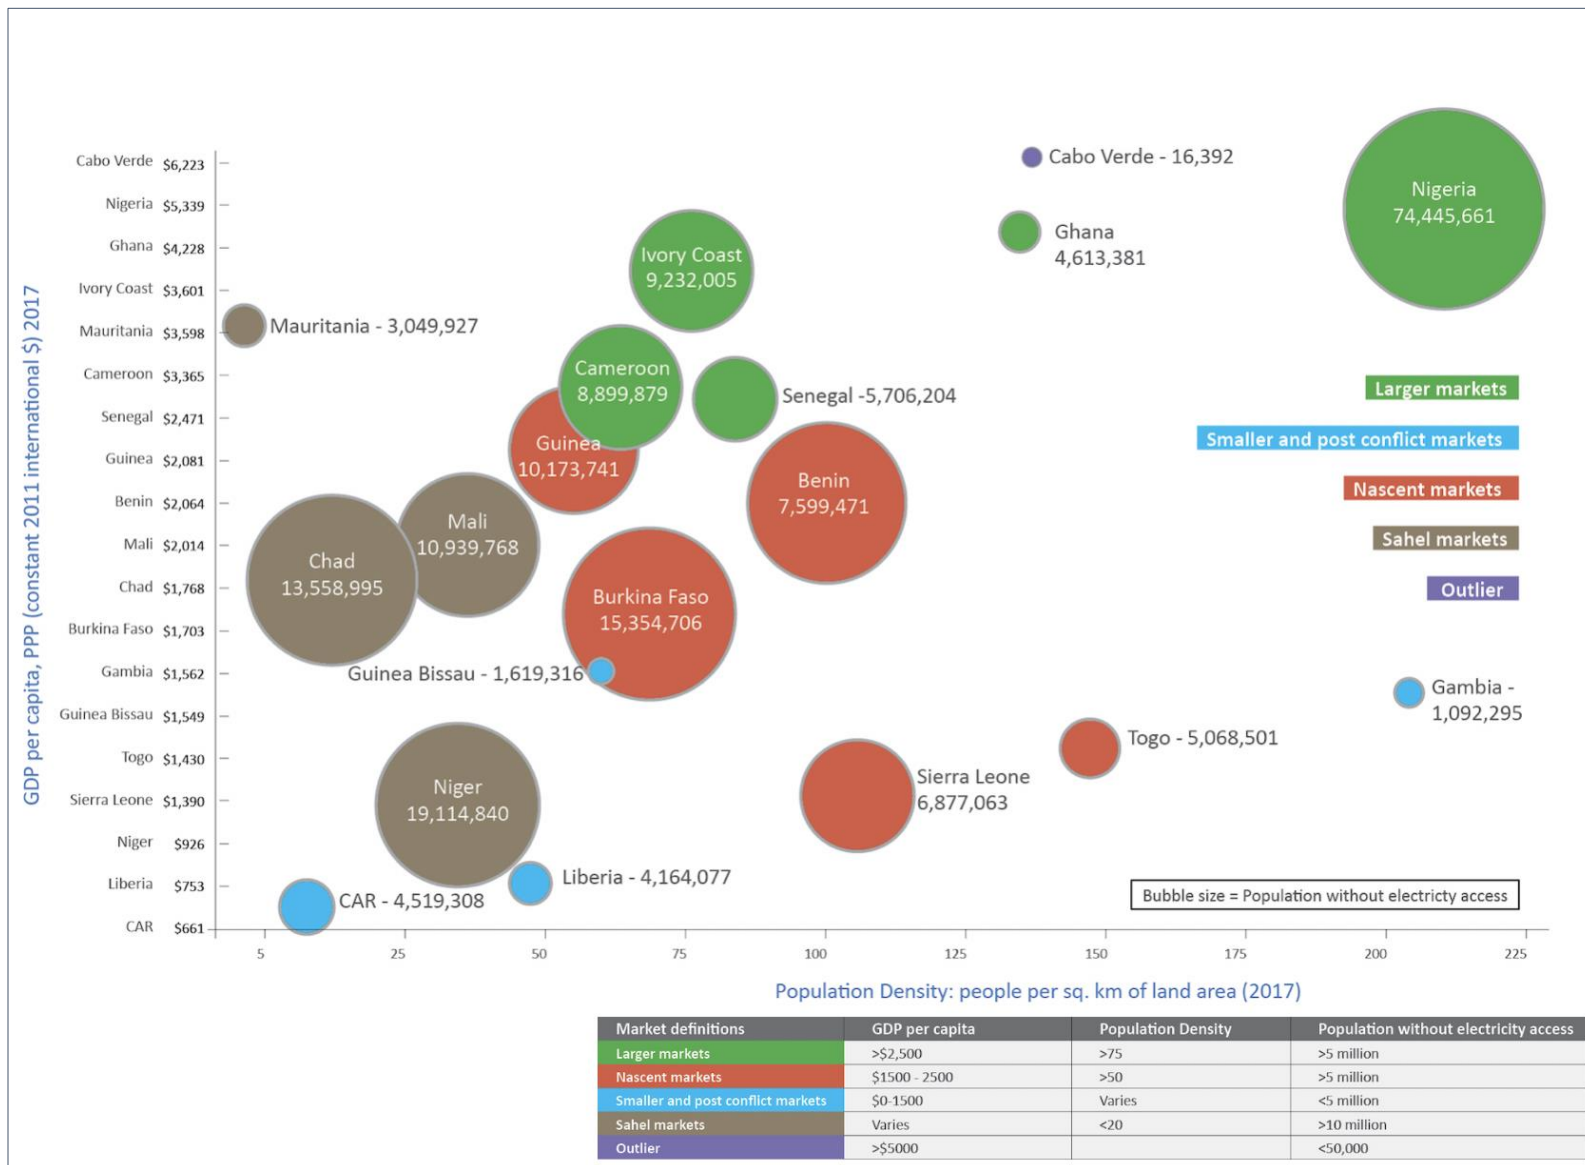 GDP per capita, PPP (constant 2011 international $) 2017
Cabo Verde $6,223
Nigeria $5,339
Ghana $4,228
Ivory Coast $3,601
Mauritania $3,598
Cameroon $3,365
Senegal $2,471
Guinea $2,081
Benin $2,064
Mali $2,014
Chad $1,768
Burkina Faso $1,703
Gambia $1,562
Guinea Bissau $1,549
Togo $1,430
Sierra Leone $1,390
Niger $926
Liberia $753
CAR $661
Cabo Verde - 16,392
Nigeria
74,445,661
Ghana
4,613,381
Ivory Coast
9,232,005
Mauritania - 3,049,927
Cameroon
8,899,879
Senegal -5,706,204
Guinea
10,173,741
Benin
7,599,471
Mali
10,939,768
Chad
13,558,995
Burkina Faso
15,354,706
Guinea Bissau - 1,619,316
Gambia -
1,092,295
Togo - 5,068,501
Sierra Leone
6,877,063
Niger
19,114,840
Liberia - 4,164,077
CAR - 4,519,308
Larger markets
Smaller and post conflict markets
Nascent markets
Sahel markets
Outlier
Bubble size = Population without electricty access
5 25 50 75 100 125 150 175 200 225
Population Density: people per sq. km of land area (2017)
Market definitions GDP per capita Population Density Population without electricity access
Larger markets >$2,500 >75 >5 million
Nascent markets $1500 - 2500 >50 >5 million
Smaller and post conflict markets $0-1500 Varies <5 million
Sahel markets Varies <20 >10 million
Outlier >$5000 <50,000